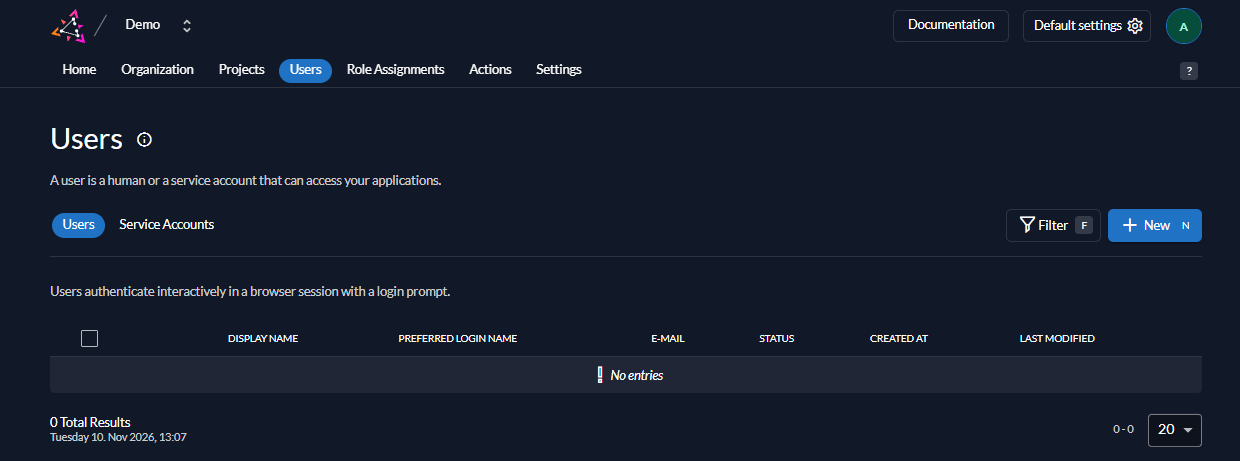 Demo
Documentation
Default settings
A
Home Organization Projects Users Role Assignments Actions Settings
?
Users
A user is a human or a service account that can access your applications.
Users Service Accounts
Filter F
New N
Users authenticate interactively in a browser session with a login prompt.
DISPLAY NAME PREFERRED LOGIN NAME E-MAIL STATUS CREATED AT LAST MODIFIED
No entries
0 Total Results
Tuesday 10. Nov 2026, 13:07
0 - 0
20